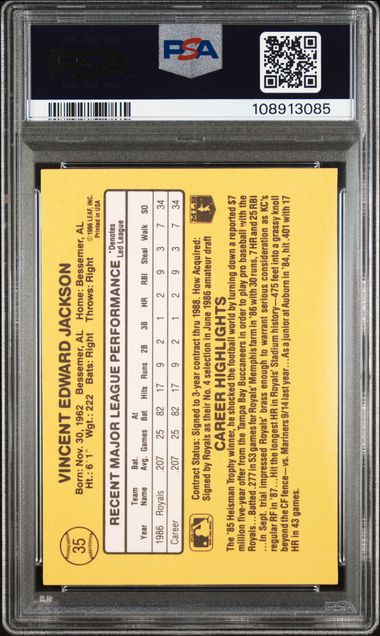 PSA
PSA
108913085
35
VINCENT EDWARD JACKSON
Born: Nov. 30, 1962 Bessemer, AL Home: Bessemer, AL
Ht.: 6'1" Wgt.: 222 Bats: Right Throws: Right
©1986 LEAF, INC.
Printed in USA
RECENT MAJOR LEAGUE PERFORMANCE
*Denotes
Led League
Year Team Name Bat. Avg. Games At Bat Hits Runs 2B 3B HR RBI Steal Walk SO
1986 Royals 207 25 82 17 9 2 1 2 9 3 7 34
Career 207 25 82 17 9 2 1 2 9 3 7 34
Contract Status: Signed to 3-year contract thru 1988. How Acquired:
Signed by Royals as their No. 4 selection in June 1986 amateur draft
CAREER HIGHLIGHTS
The '85 Heisman Trophy winner, he shocked the football world by turning down a reported $7
million five-year offer from the Tampa Bay Buccaneers in order to play pro baseball with the
Royals...Batted .277 in 53 games for Royals' Memphis farm in '86 with 30 runs, 7 HR and 25 RBI
...In Sept. trial impressed Royals' brass enough to warrant serious consideration as KC's
regular RF in '87...Hit the longest HR in Royals' Stadium history—475 feet into a grassy knoll
beyond the CF fence—vs. Mariners 9/14 last year...As a junior at Auburn in '84, hit .401 with 17
HR in 43 games.